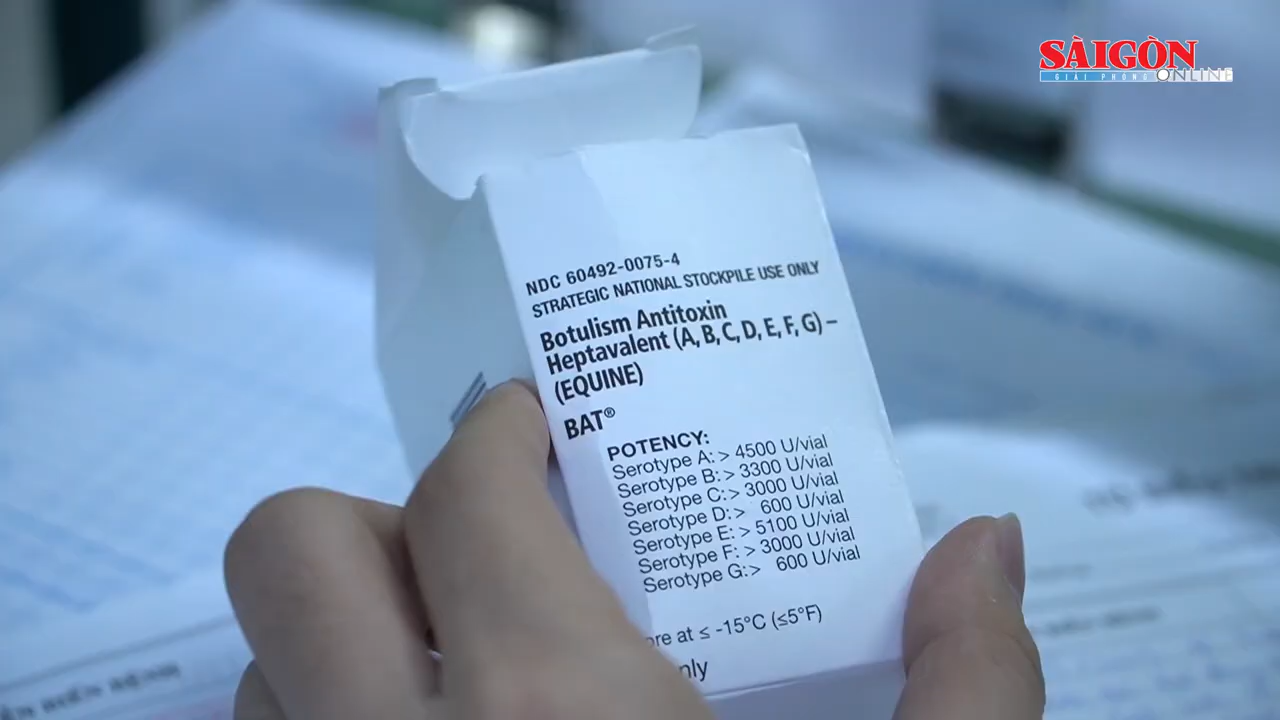 SÀIGÒN
GIẢI PHÓNG ONLINE
NDC 60492-0075-4
STRATEGIC NATIONAL STOCKPILE USE ONLY
Botulism Antitoxin
Heptavalent (A, B, C, D, E, F, G) –
(EQUINE)
BAT®
POTENCY:
Serotype A: > 4500 U/vial
Serotype B: > 3300 U/vial
Serotype C: > 3000 U/vial
Serotype D: > 600 U/vial
Serotype E: > 5100 U/vial
Serotype F: > 3000 U/vial
Serotype G: > 600 U/vial
at ≤ -15°C (≤5°F)